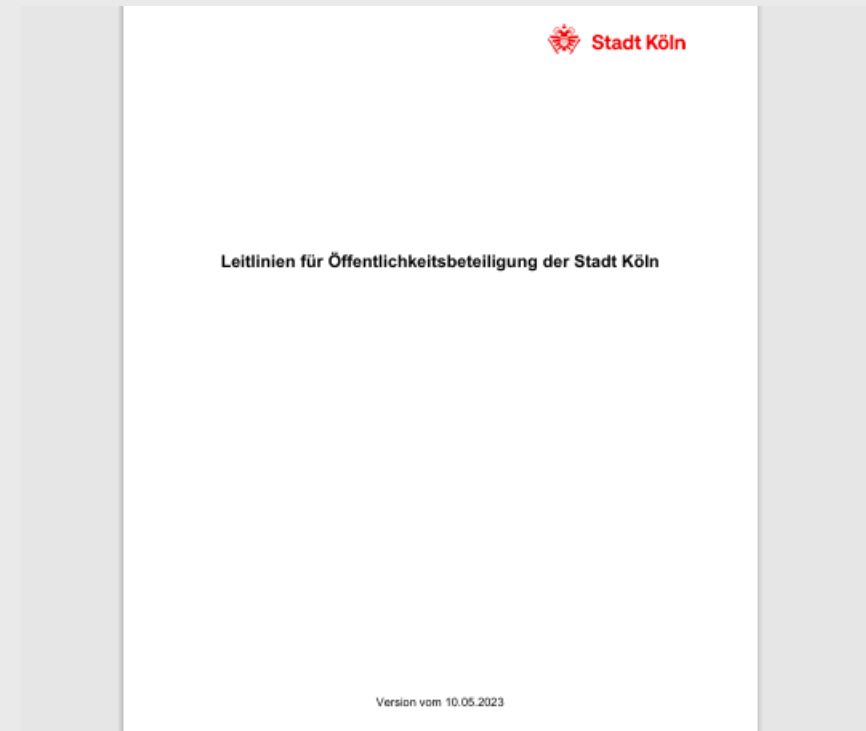 Stadt Köln
Leitlinien für Öffentlichkeitsbeteiligung der Stadt Köln
Version vom 10.05.2023